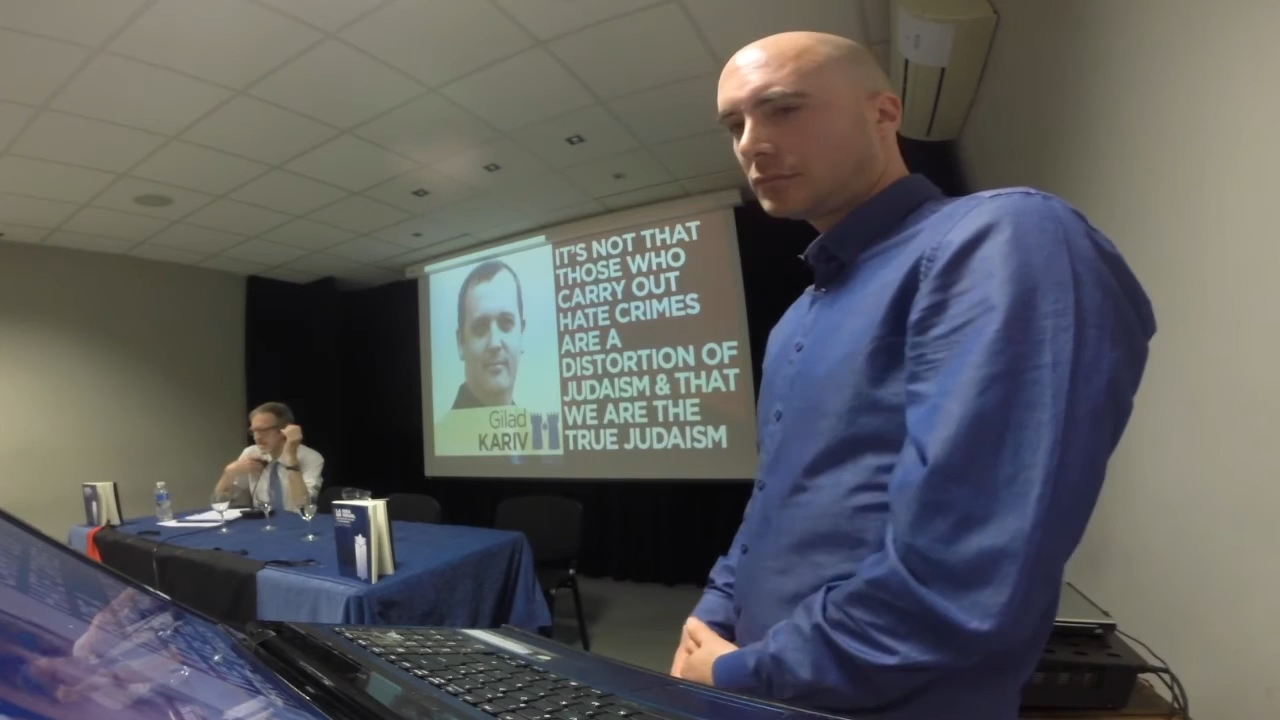 IT'S NOT THAT
THOSE WHO
CARRY OUT
HATE CRIMES
ARE A
DISTORTION OF
JUDAISM & THAT
WE ARE THE
TRUE JUDAISM
Gilad
KARIV